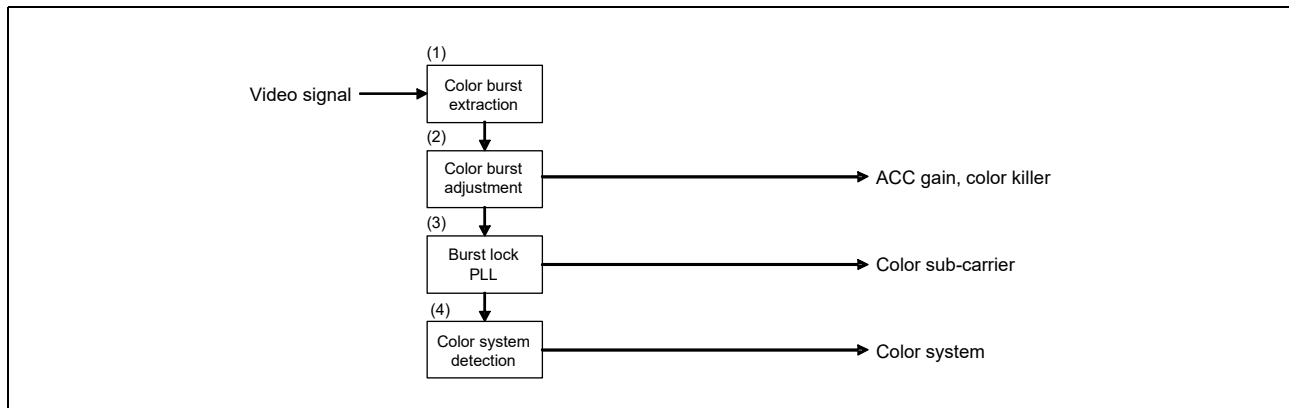 (1)
Video signal
Color burst
extraction
(2)
Color burst
adjustment
ACC gain, color killer
(3)
Burst lock
PLL
Color sub-carrier
(4)
Color system
detection
Color system